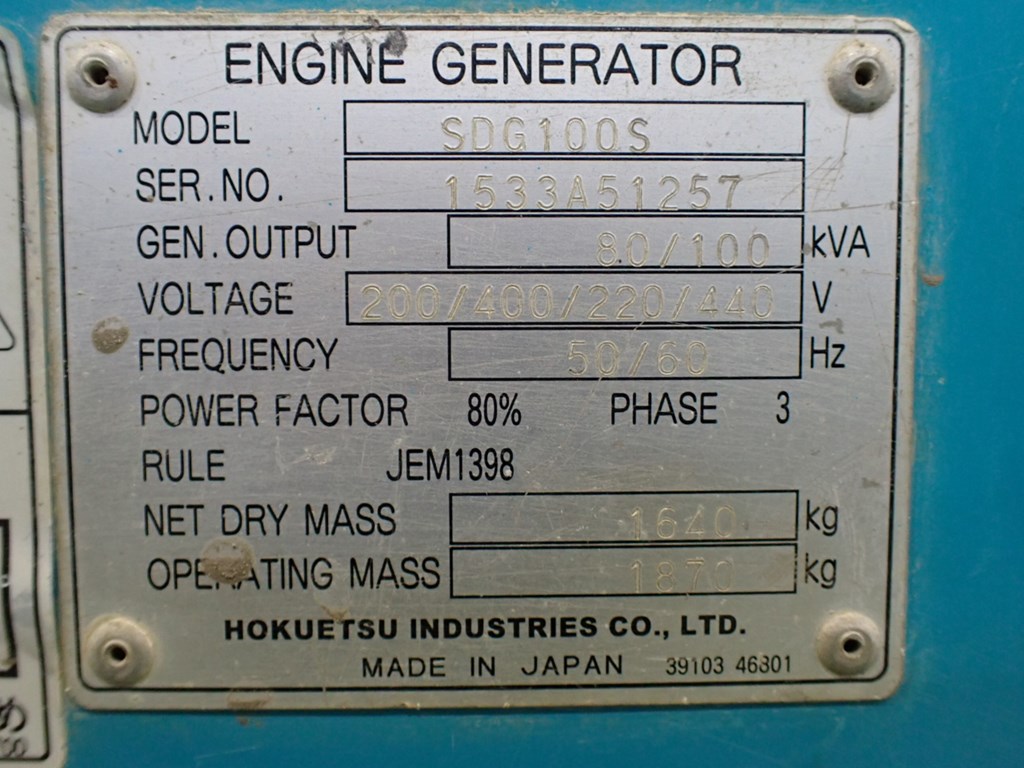 ENGINE GENERATOR
MODEL SDG100S
SER.NO. 1533A51257
GEN.OUTPUT 80/100 kVA
VOLTAGE 200/400/220/440 V
FREQUENCY 50/60 Hz
POWER FACTOR 80% PHASE 3
RULE JEM1398
NET DRY MASS 1640 kg
OPERATING MASS 1870 kg
HOKUETSU INDUSTRIES CO., LTD.
MADE IN JAPAN 39103 46301